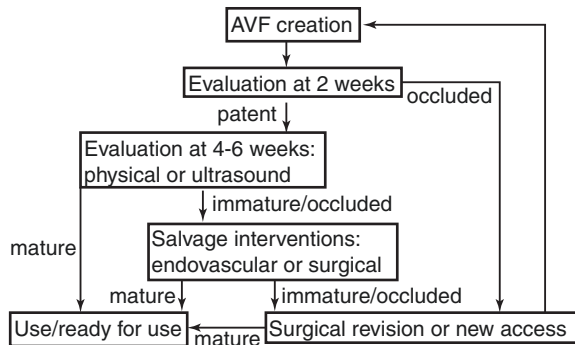 AVF creation
Evaluation at 2 weeks
occluded
patent
Evaluation at 4-6 weeks:
physical or ultrasound
immature/occluded
mature
Salvage interventions:
endovascular or surgical
mature
immature/occluded
Use/ready for use
mature
Surgical revision or new access